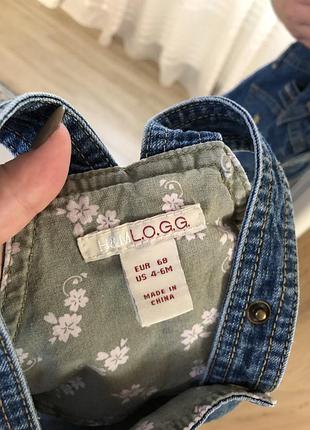 H&M L.O.G.G.
EUR 68
US 4-6M
MADE IN
CHINA